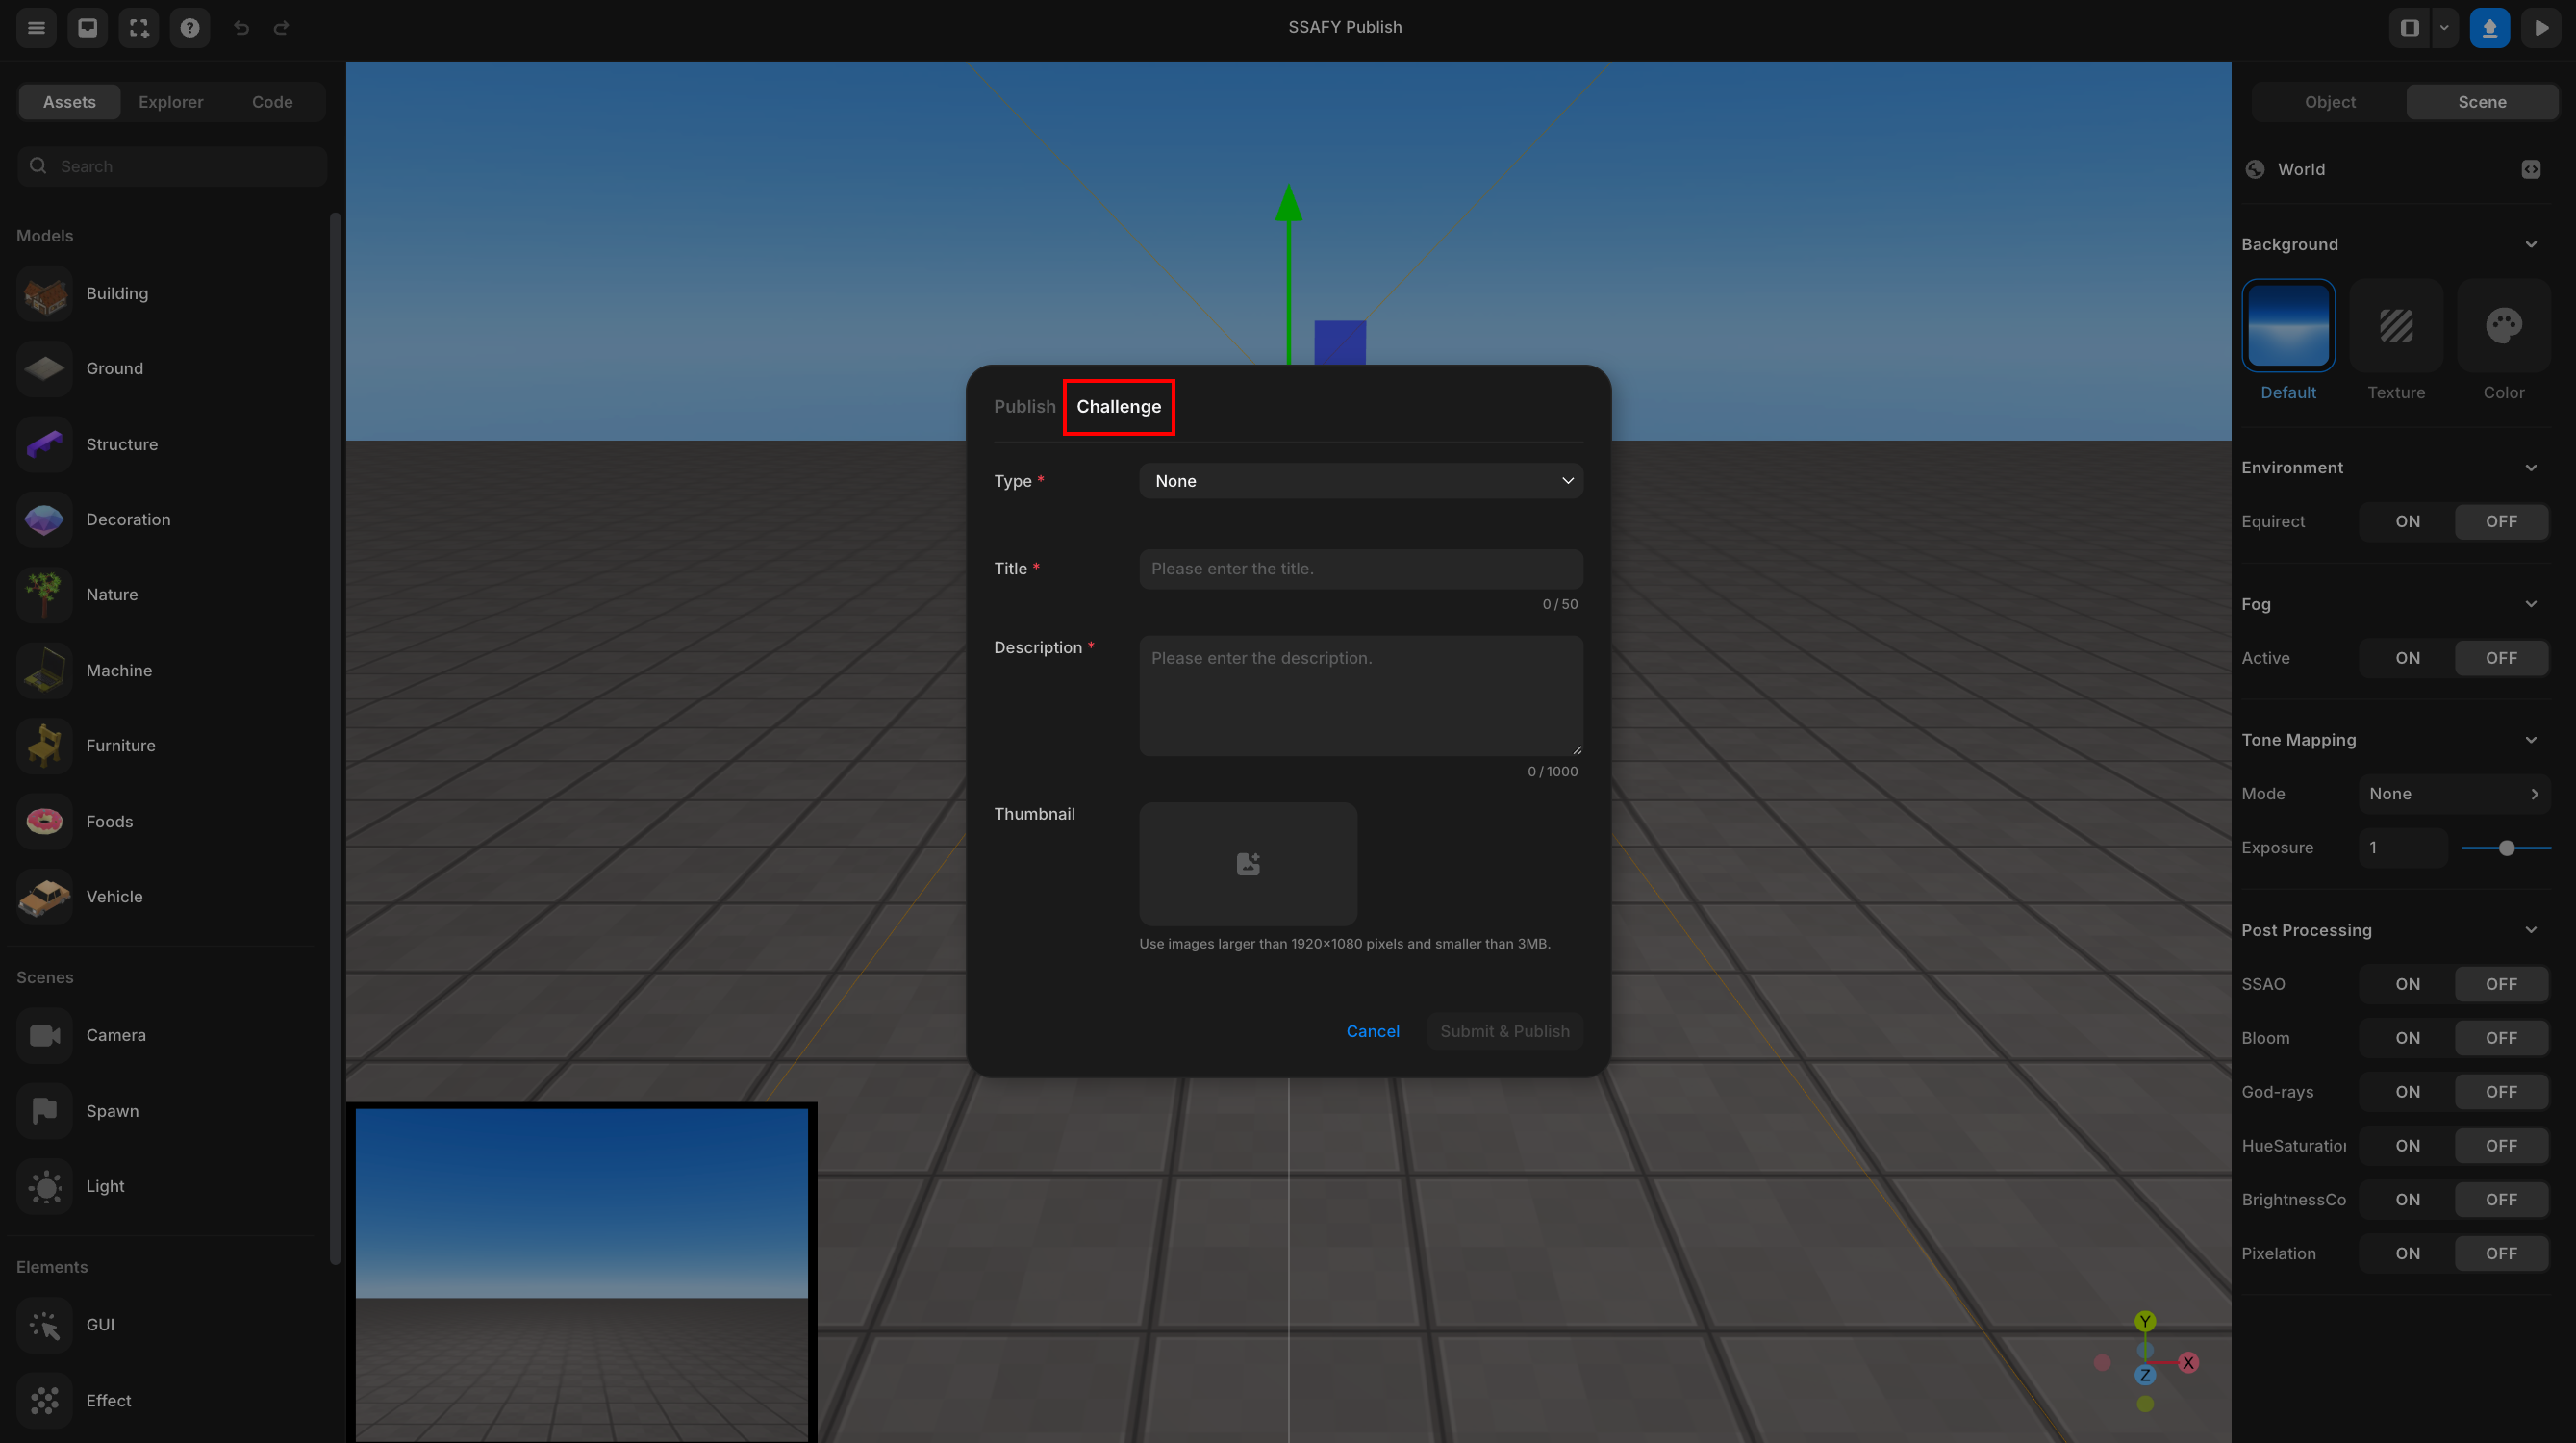 SSAFY Publish
Assets
Explorer
Code
Search
Models
Building
Ground
Structure
Decoration
Nature
Machine
Furniture
Foods
Vehicle
Scenes
Camera
Spawn
Light
Elements
GUI
Effect
Publish
Challenge
Type *
None
Title *
Please enter the title.
0 / 50
Description *
Please enter the description.
0 / 1000
Thumbnail
Use images larger than 1920×1080 pixels and smaller than 3MB.
Cancel
Submit & Publish
Y
X
Z
Object
Scene
World
Background
Default
Texture
Color
Environment
Equirect
ON
OFF
Fog
Active
ON
OFF
Tone Mapping
Mode
None
Exposure
1
Post Processing
SSAO
ON
OFF
Bloom
ON
OFF
God-rays
ON
OFF
HueSaturation
ON
OFF
BrightnessCo
ON
OFF
Pixelation
ON
OFF